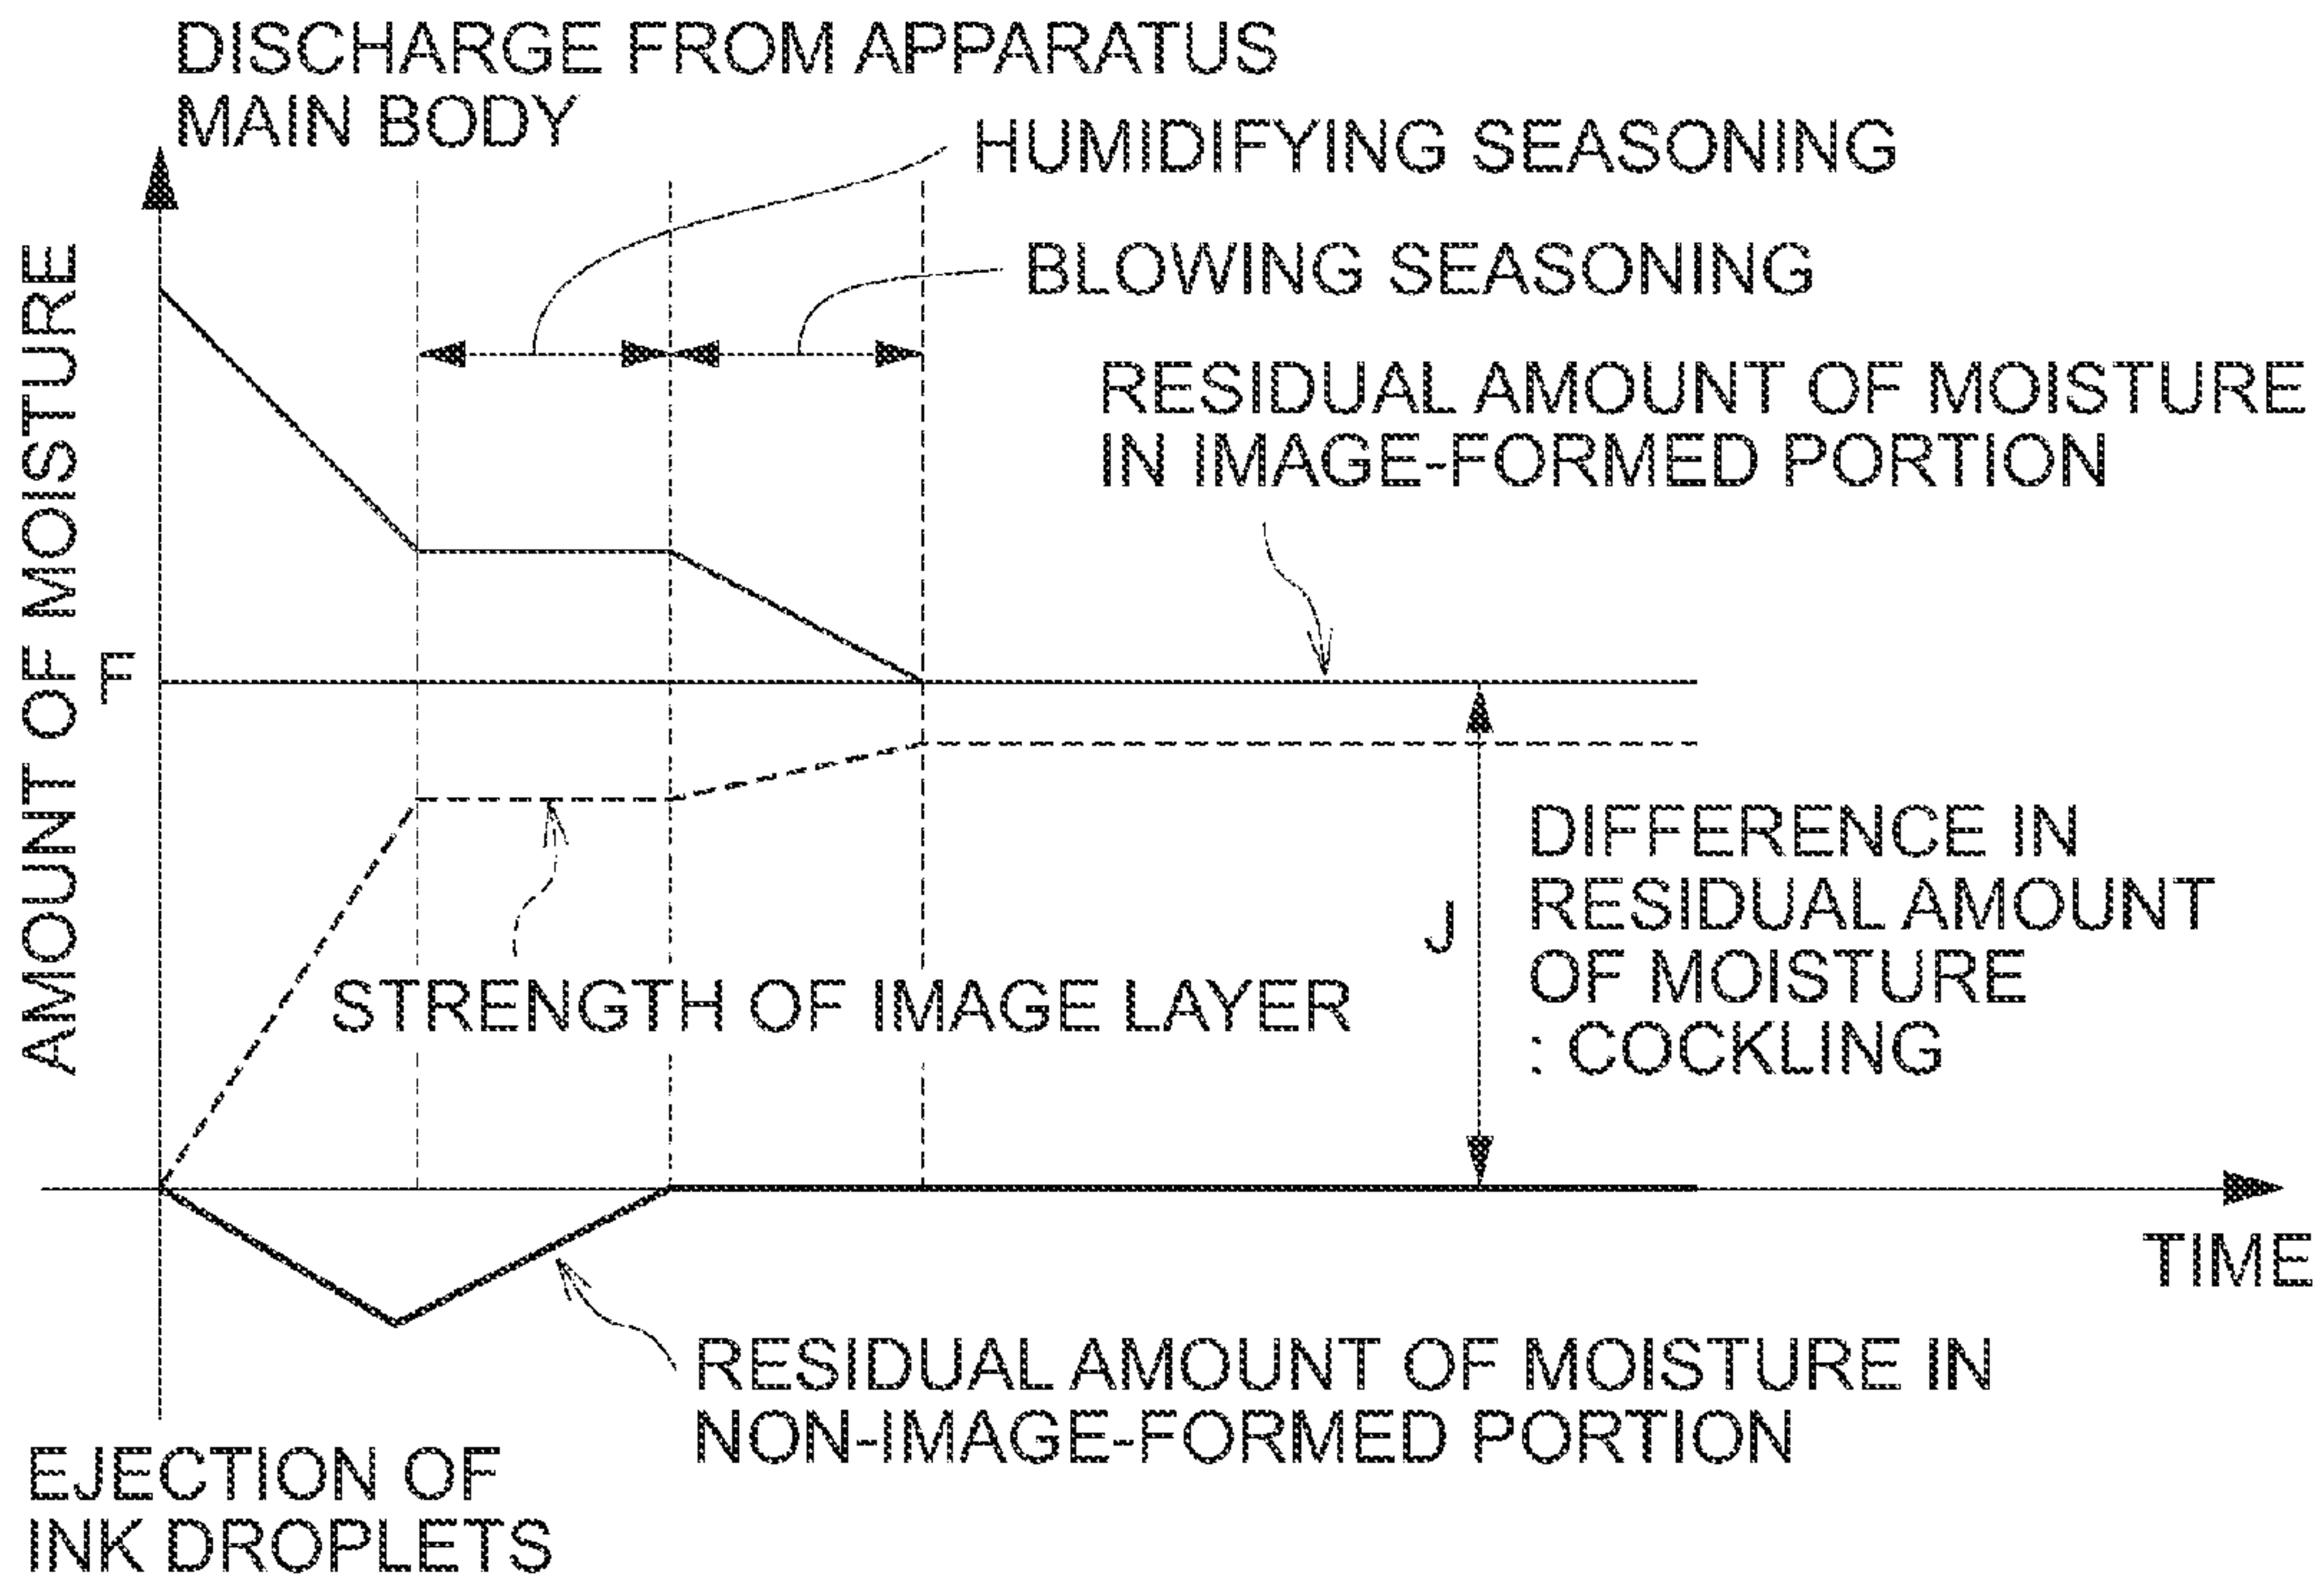 DISCHARGE FROM APPARATUS
MAIN BODY
HUMIDIFYING SEASONING
BLOWING SEASONING
RESIDUAL AMOUNT OF MOISTURE
IN IMAGE-FORMED PORTION
AMOUNT OF MOISTURE
F
J
DIFFERENCE IN
RESIDUAL AMOUNT
OF MOISTURE
: COCKLING
STRENGTH OF IMAGE LAYER
TIME
RESIDUAL AMOUNT OF MOISTURE IN
NON-IMAGE-FORMED PORTION
EJECTION OF
INK DROPLETS